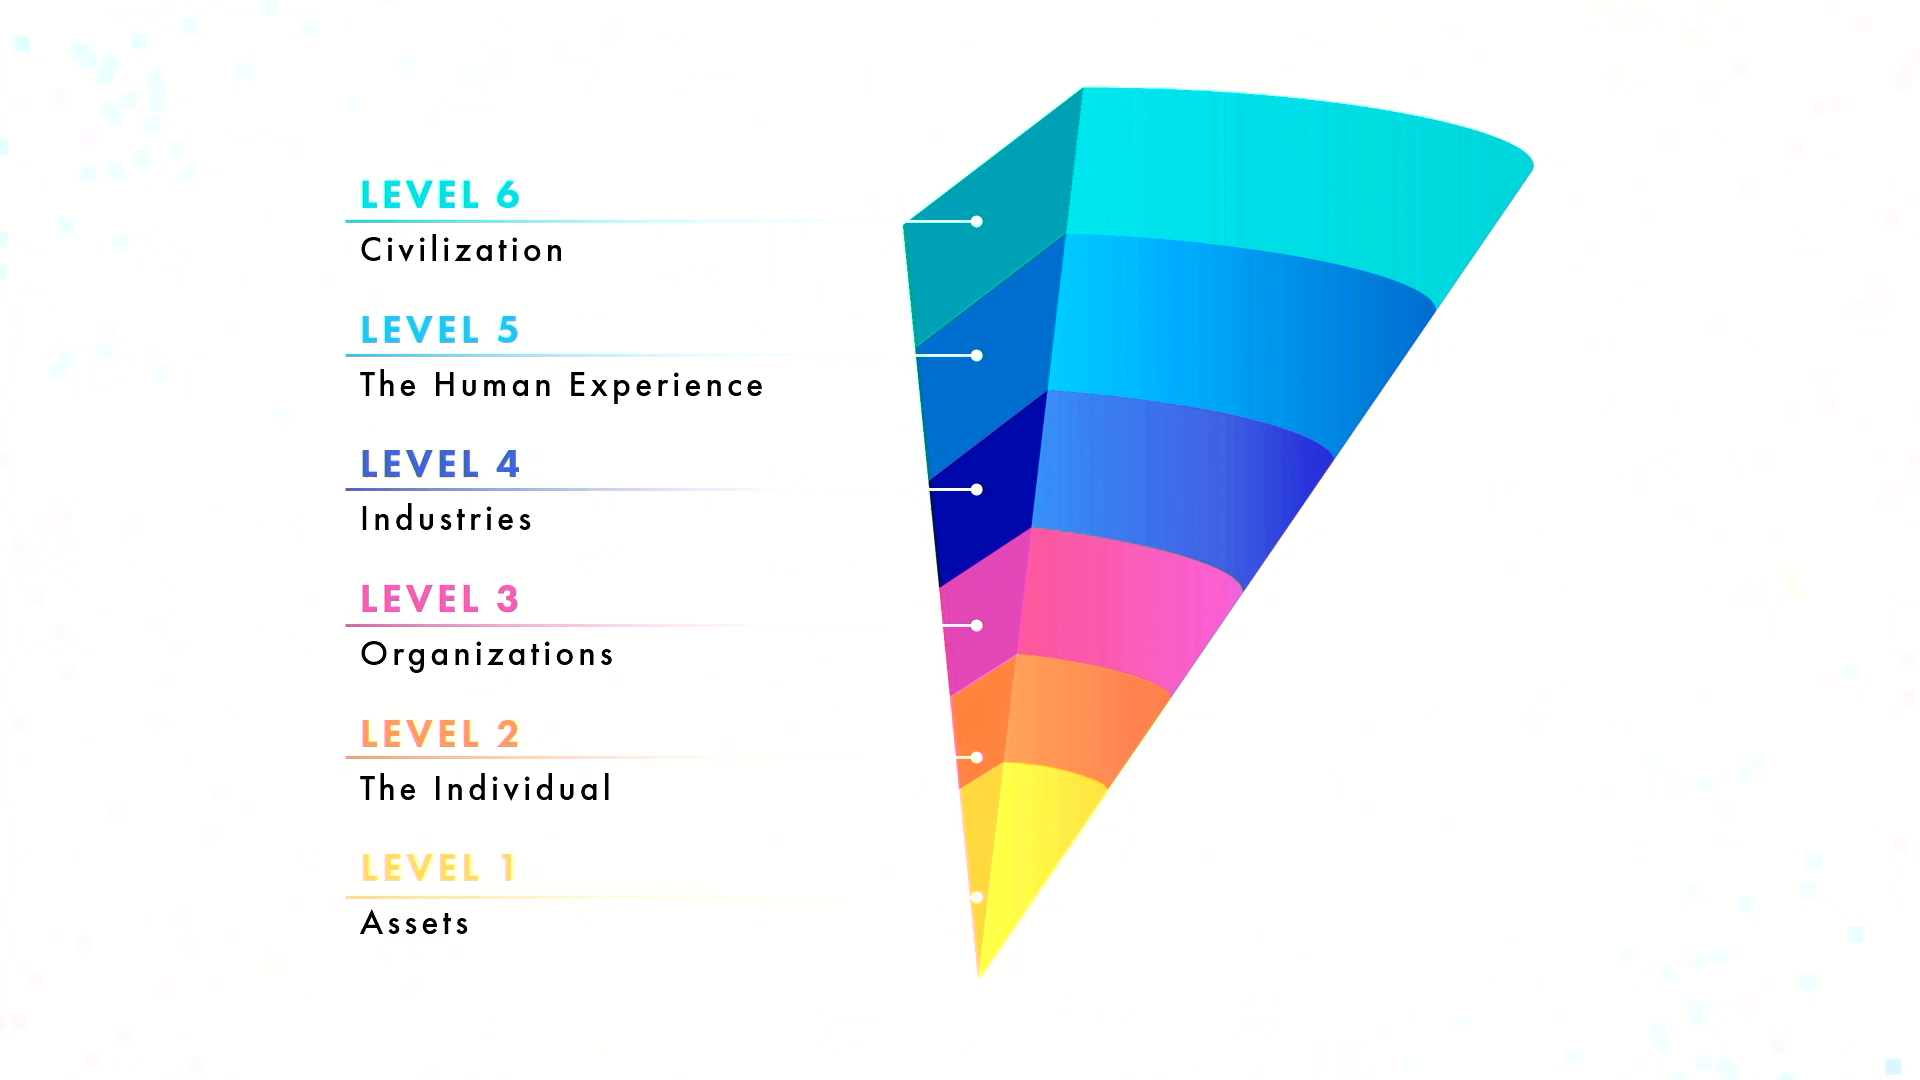 LEVEL 6
Civilization
LEVEL 5
The Human Experience
LEVEL 4
Industries
LEVEL 3
Organizations
LEVEL 2
The Individual
LEVEL 1
Assets